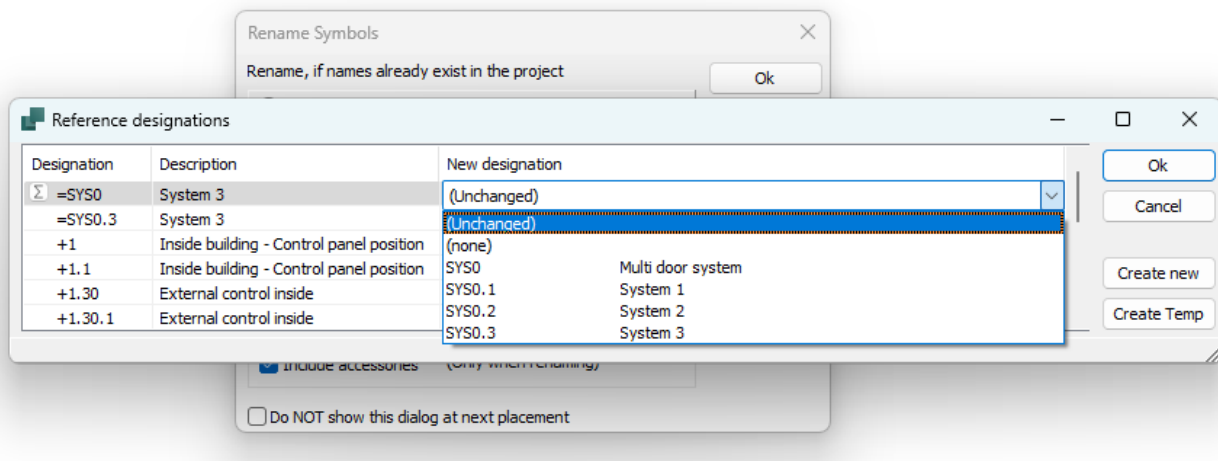 Rename Symbols
Rename, if names already exist in the project
Ok
Reference designations
Designation Description New designation
Ok
Σ =SYS0 System 3 (Unchanged)
=SYS0.3 System 3 (Unchanged)
Cancel
+1 Inside building - Control panel position (none)
+1.1 Inside building - Control panel position SYS0 Multi door system
Create new
+1.30 External control inside SYS0.1 System 1
+1.30.1 External control inside SYS0.2 System 2
Create Temp
SYS0.3 System 3
Include accessories (Only when renaming)
Do NOT show this dialog at next placement